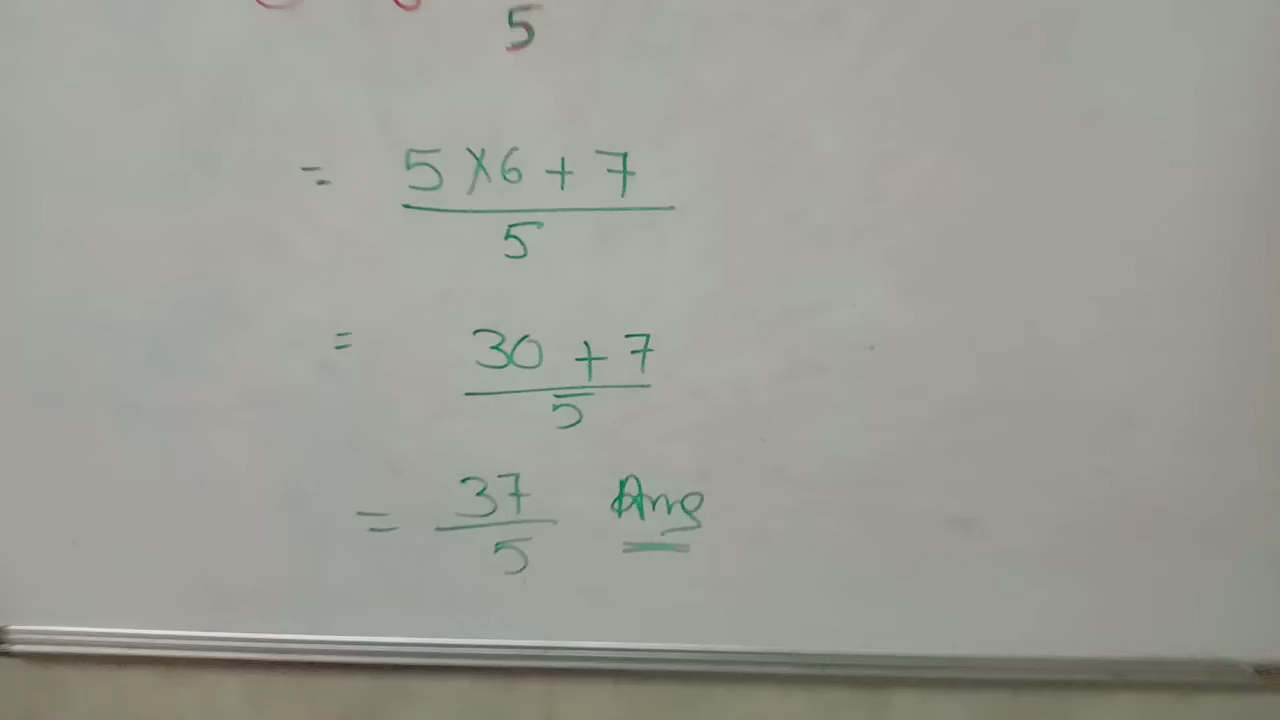 5
= 5 × 6 + 7
5
= 30 + 7
5
= 37 Ans
5